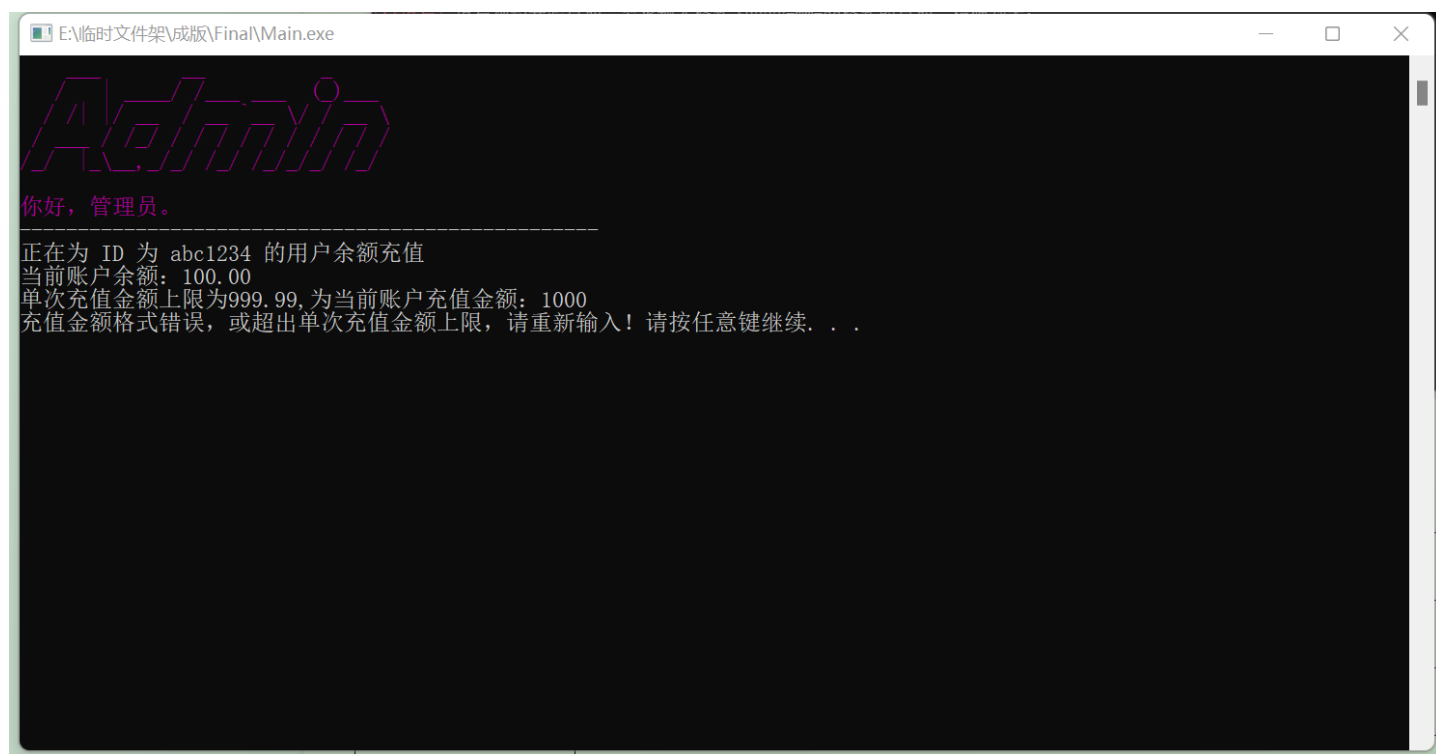 E:\临时文件架\成版\Final\Main.exe
Admin
你好，管理员。
--------------------------------------------------
正在为 ID 为 abc1234 的用户余额充值
当前账户余额：100.00
单次充值金额上限为999.99,为当前账户充值金额：1000
充值金额格式错误，或超出单次充值金额上限，请重新输入！请按任意键继续. . .